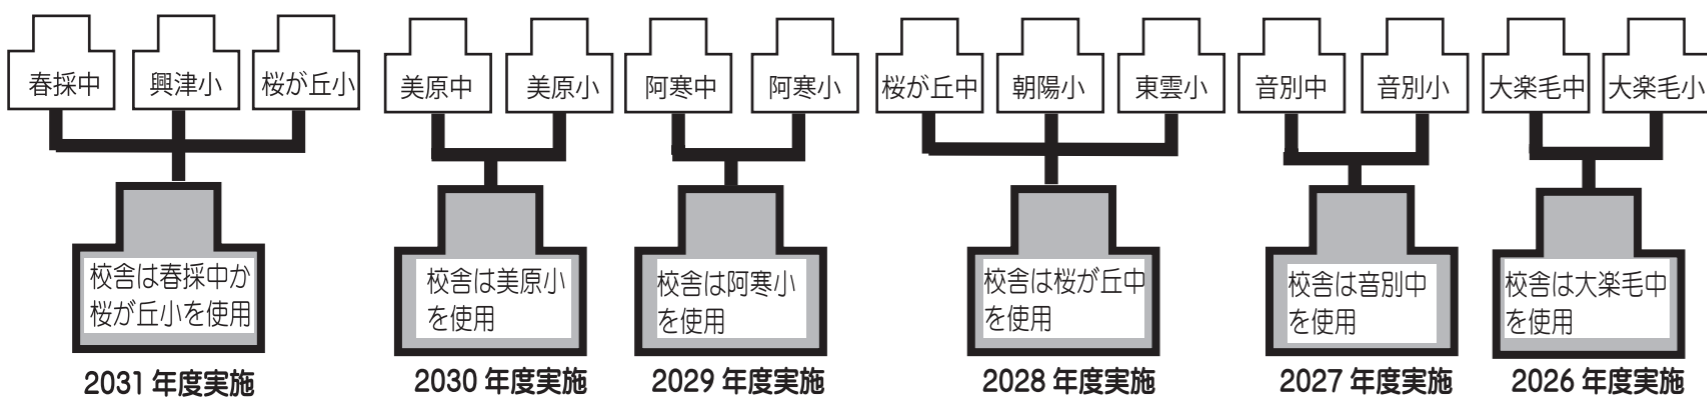 春採中
興津小
桜が丘小
美原中
美原小
阿寒中
阿寒小
桜が丘中
朝陽小
東雲小
音別中
音別小
大楽毛中
大楽毛小
校舎は春採中か
桜が丘小を使用
校舎は美原小
を使用
校舎は阿寒小
を使用
校舎は桜が丘中
を使用
校舎は音別中
を使用
校舎は大楽毛中
を使用
2031 年度実施
2030 年度実施
2029 年度実施
2028 年度実施
2027 年度実施
2026 年度実施